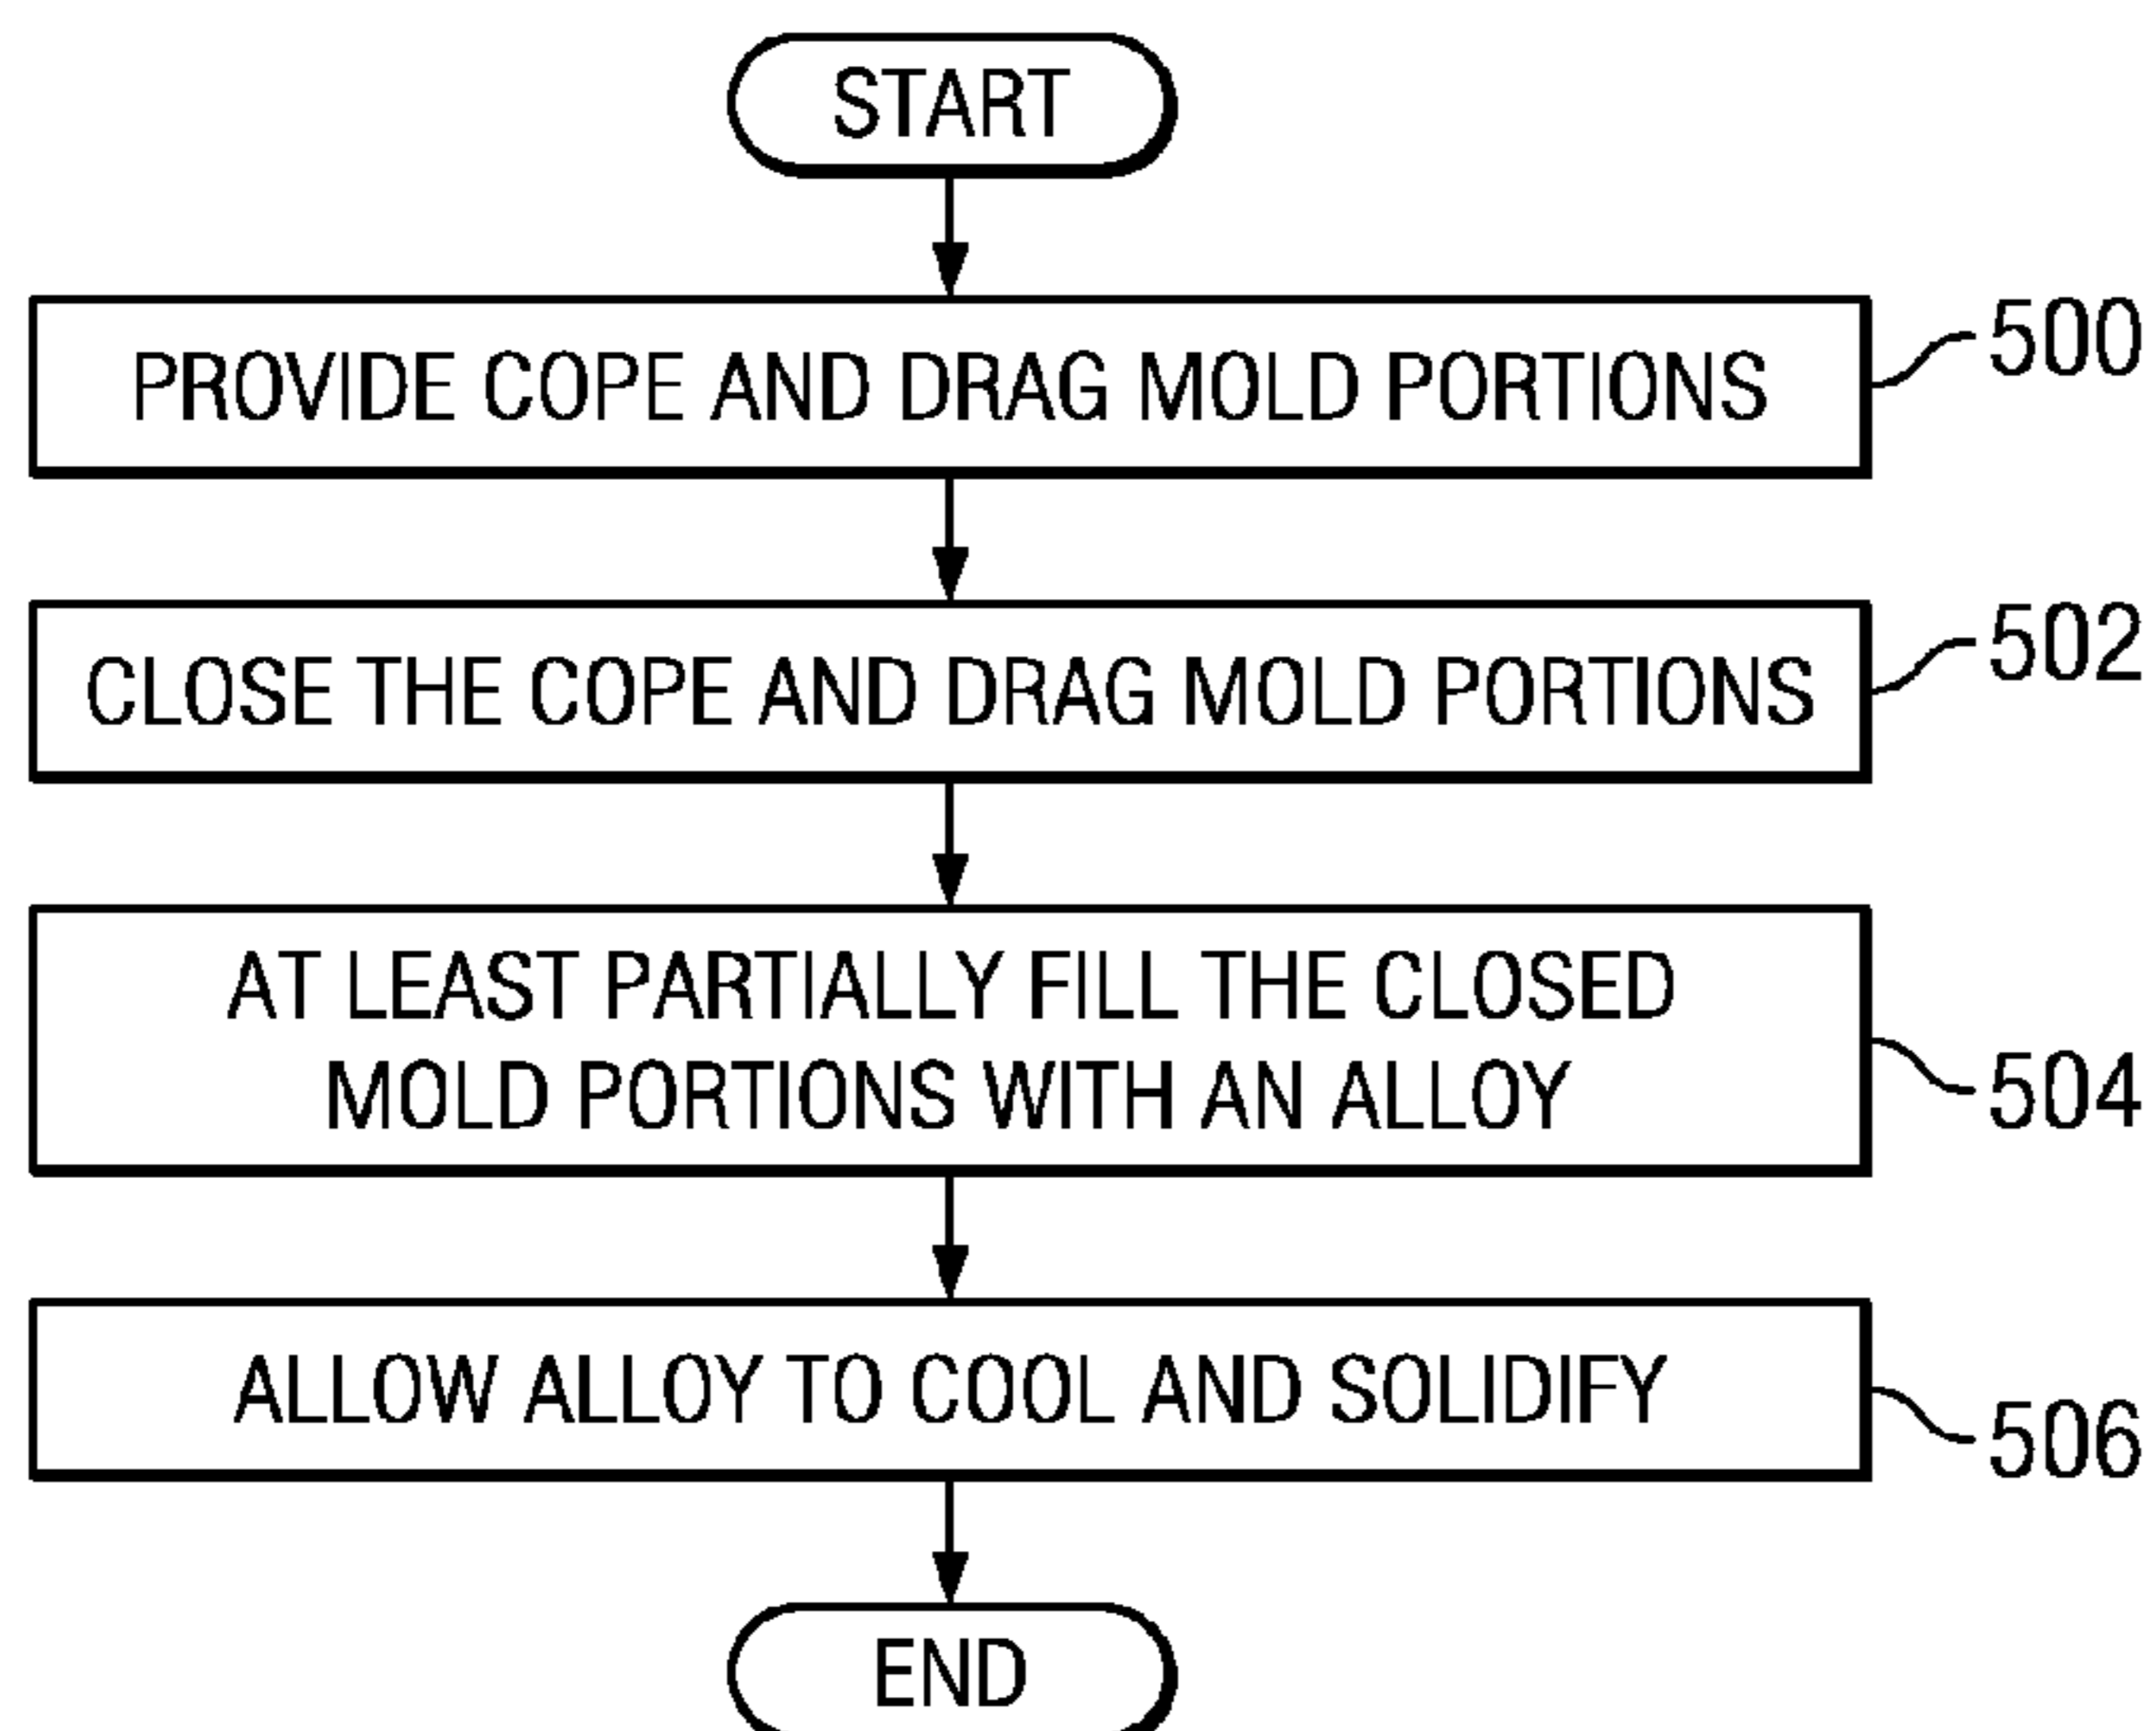 START
PROVIDE COPE AND DRAG MOLD PORTIONS
500
CLOSE THE COPE AND DRAG MOLD PORTIONS
502
AT LEAST PARTIALLY FILL THE CLOSED
MOLD PORTIONS WITH AN ALLOY
504
ALLOW ALLOY TO COOL AND SOLIDIFY
506
END